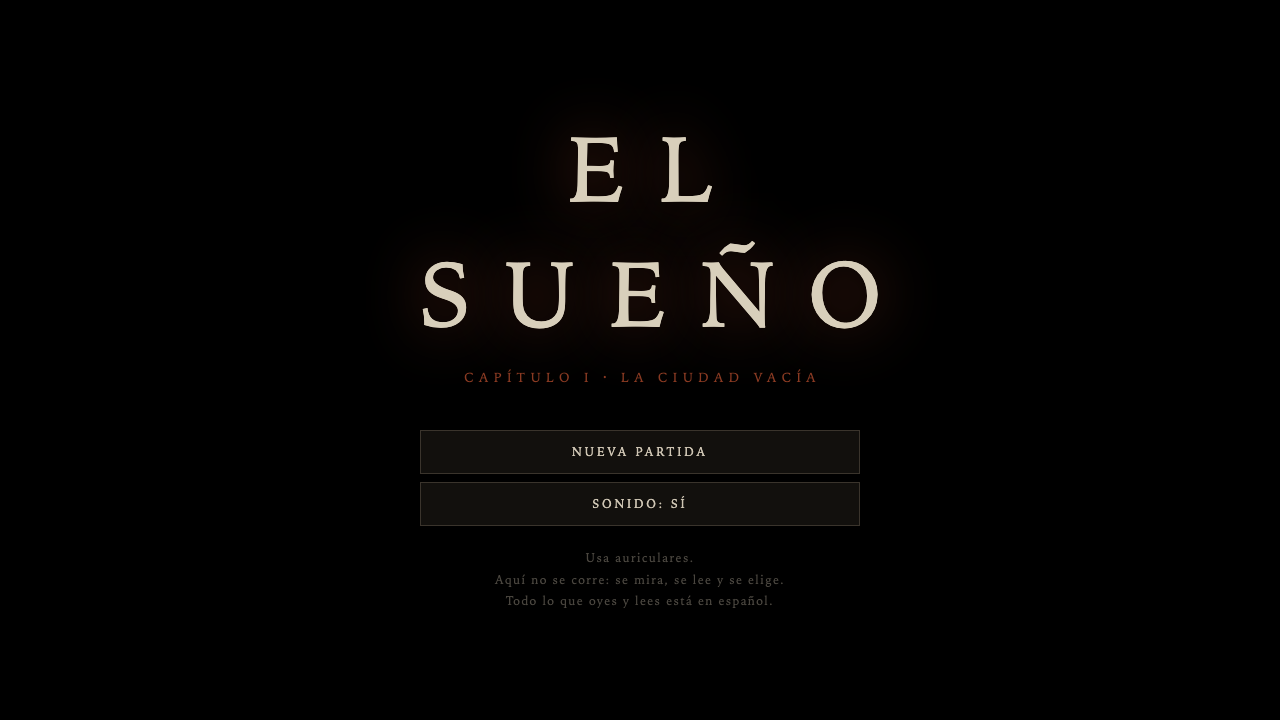 EL
SUEÑO
CAPÍTULO I · LA CIUDAD VACÍA
NUEVA PARTIDA
SONIDO: SÍ
Usa auriculares.
Aquí no se corre: se mira, se lee y se elige.
Todo lo que oyes y lees está en español.